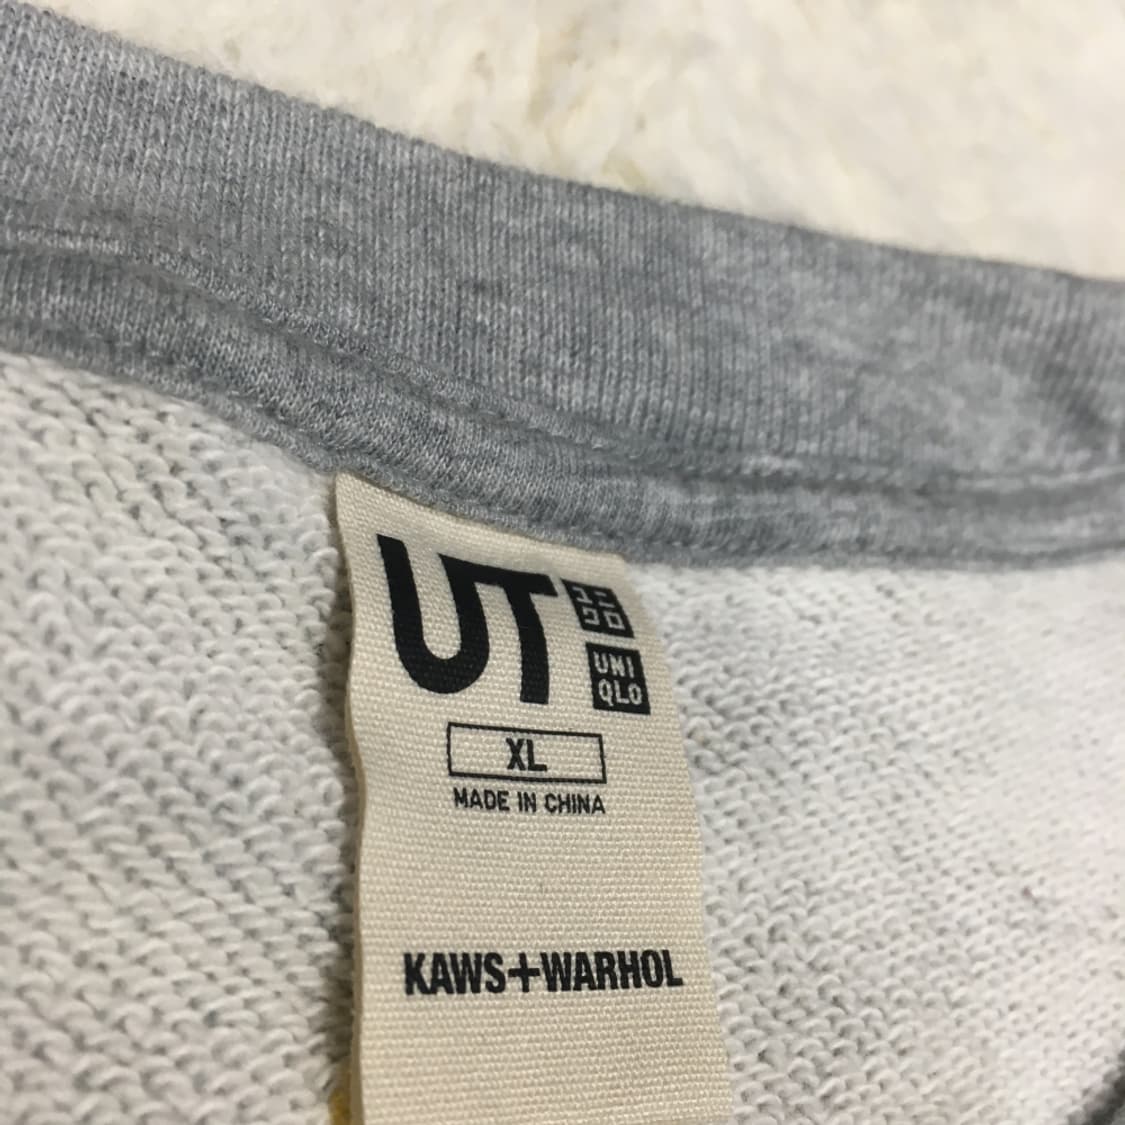 UT
ユニ
クロ
UNI
QLO
XL
MADE IN CHINA
KAWS+WARHOL